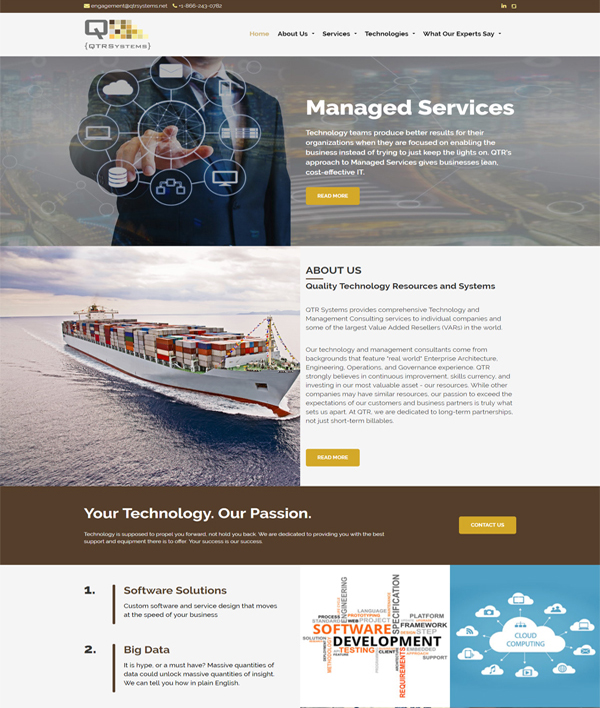 engagement@qtrsystems.net +1-866-243-0782
QTRSystems
Home About Us Services Technologies What Our Experts Say
Managed Services
Technology teams produce better results for their
organizations when they are focused on enabling the
business instead of trying to just keep the lights on. QTR's
approach to Managed Services gives businesses lean,
cost-effective IT.
READ MORE
ABOUT US
Quality Technology Resources and Systems
QTR Systems provides comprehensive Technology and
Management Consulting services to individual companies and
some of the largest Value Added Resellers (VARs) in the world.
Our technology and management consultants come from
backgrounds that feature "real world" Enterprise Architecture,
Engineering, Operations, and Governance experience. QTR
strongly believes in continuous improvement, skills currency, and
investing in our most valuable asset - our resources. While other
companies may have similar resources, our passion to exceed the
expectations of our customers and business partners is truly what
sets us apart. At QTR, we are dedicated to long-term partnerships,
not just short-term billables.
READ MORE
Your Technology. Our Passion.
Technology is supposed to propel you forward, not hold you back. We are dedicated to providing you with the best
support and equipment there is to offer. Your success is our success.
CONTACT US
1. Software Solutions
Custom software and service design that moves
at the speed of your business
2. Big Data
It is hype, or a must have? Massive quantities of
data could unlock massive quantities of insight.
We can tell you how in plain English.
ENGINEERING
SPECIFICATION
LANGUAGE
PROCESS PROTOTYPING PLATFORM
STANDARD WEB PROJECT
FRAMEWORK
SOFTWARE DESIGN STEP
SOLUTION DEVELOPMENT
METHODOLOGY TESTING EMBEDDED
FEATURE CLIENT SUPPORT
REQUIREMENTS
CLOUD
COMPUTING